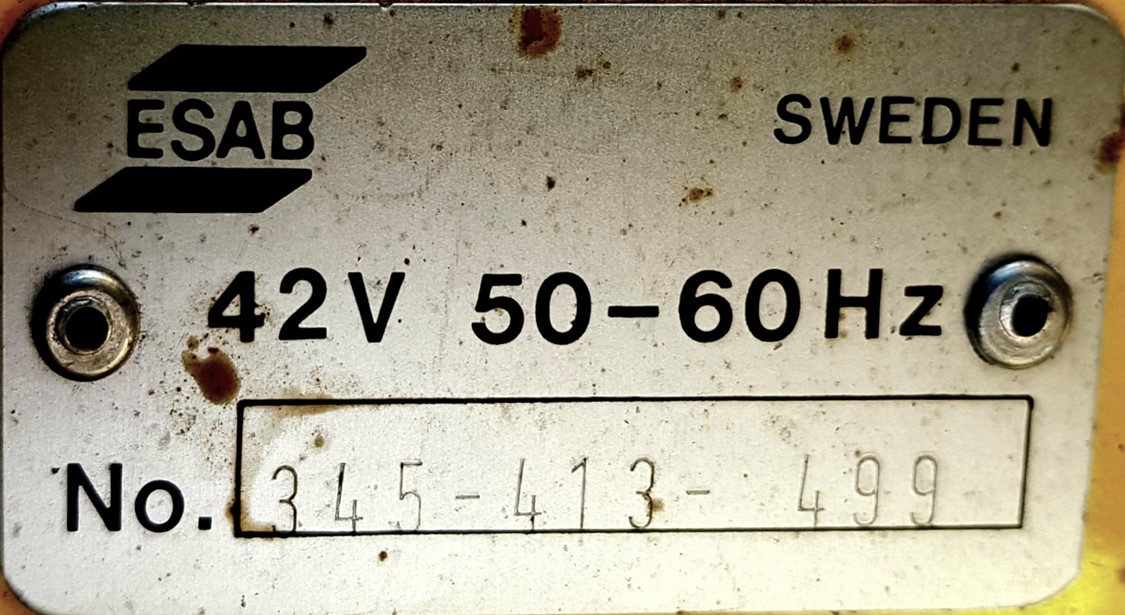 ESAB
SWEDEN
42V 50-60Hz
No. 345-413- 499